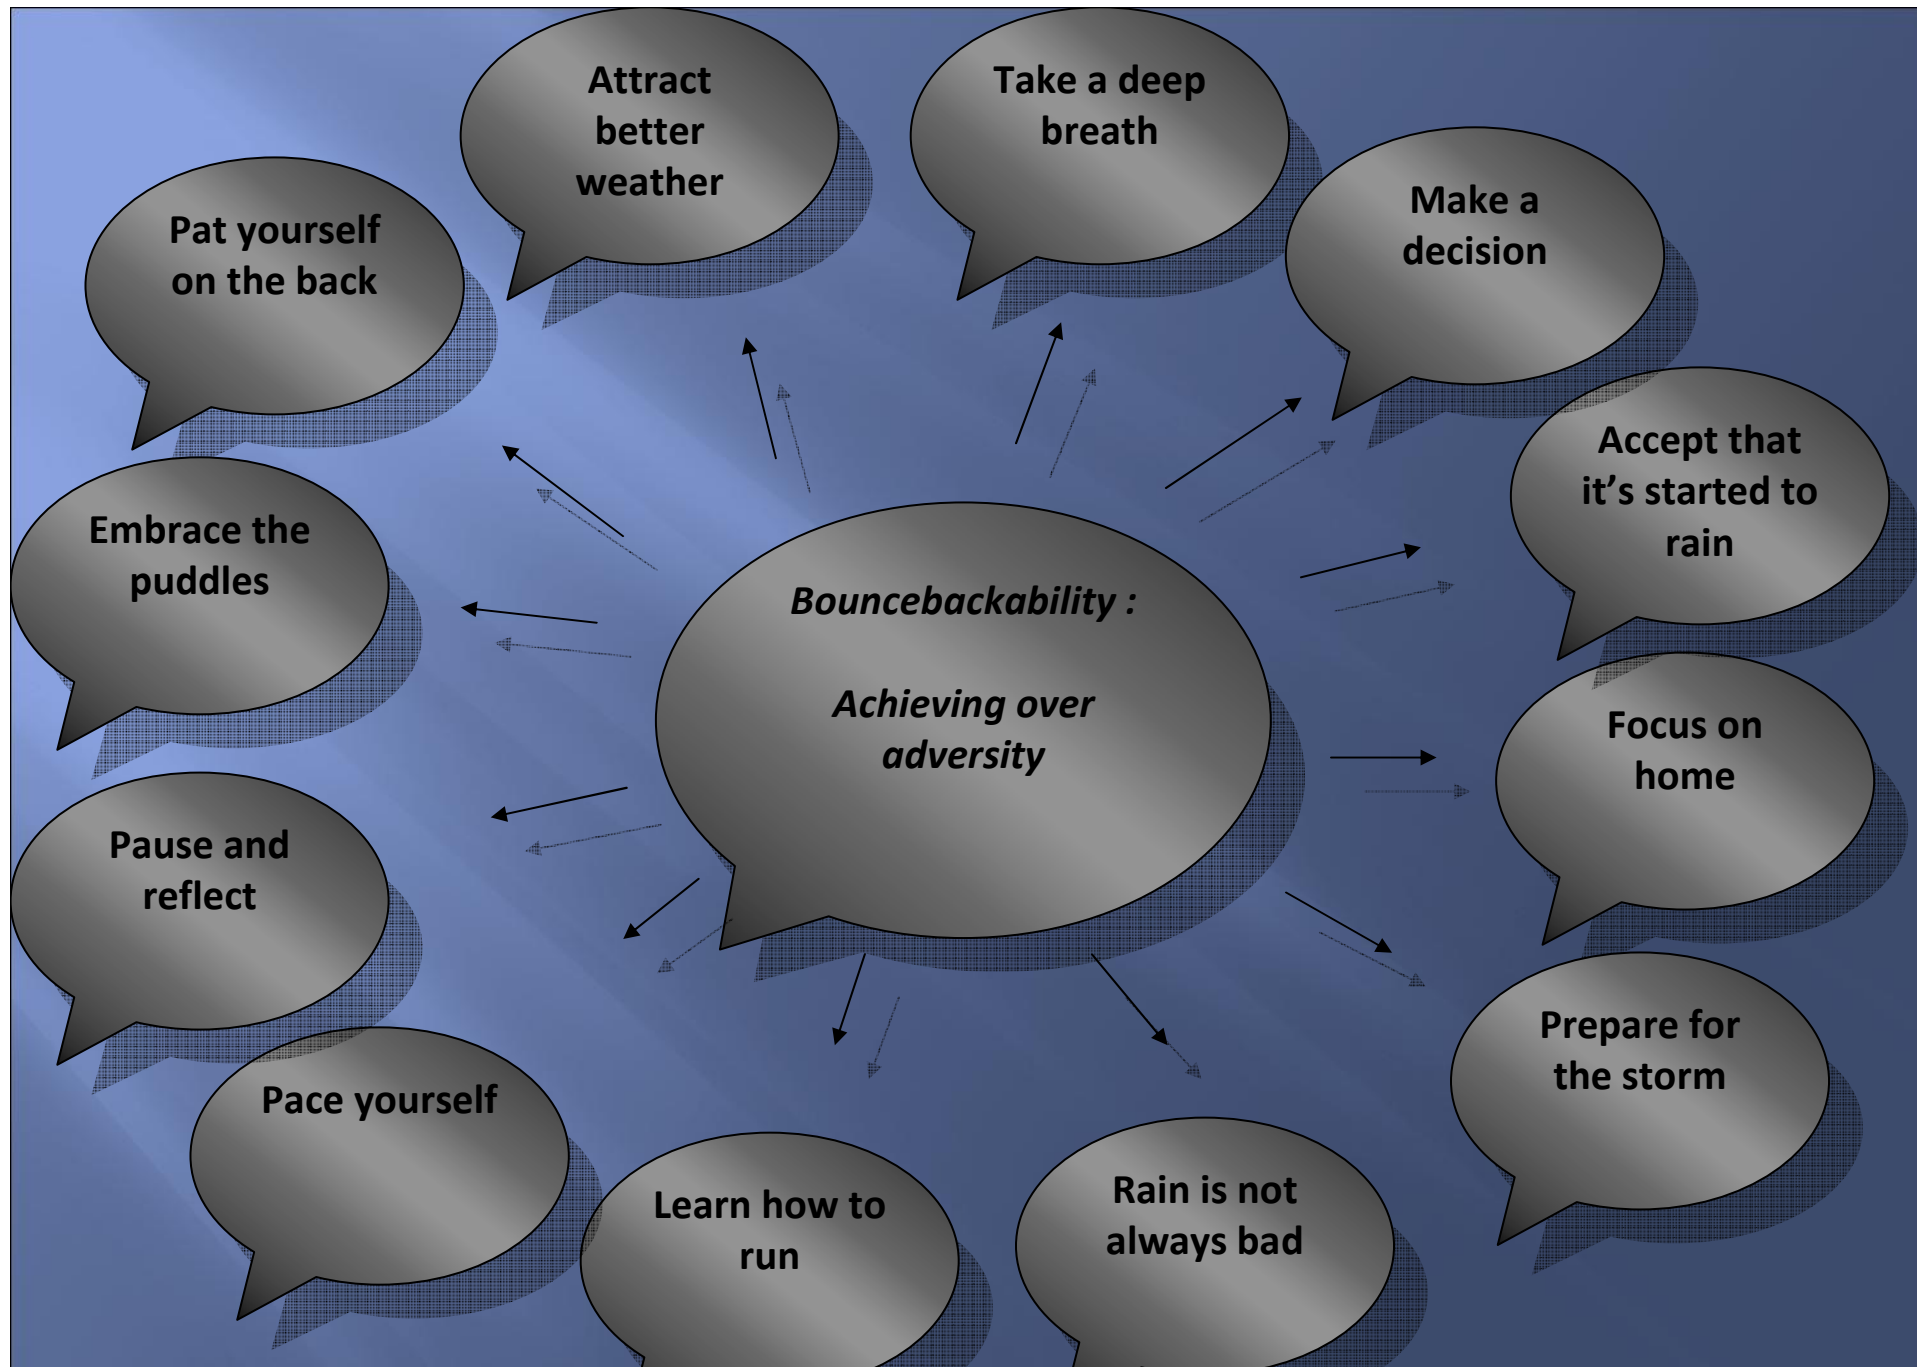 Attract
better
weather
Take a deep
breath
Make a
decision
Accept that
it’s started to
rain
Focus on
home
Prepare for
the storm
Rain is not
always bad
Learn how to
run
Pace yourself
Pause and
reflect
Embrace the
puddles
Pat yourself
on the back
Bouncebackability :
Achieving over
adversity